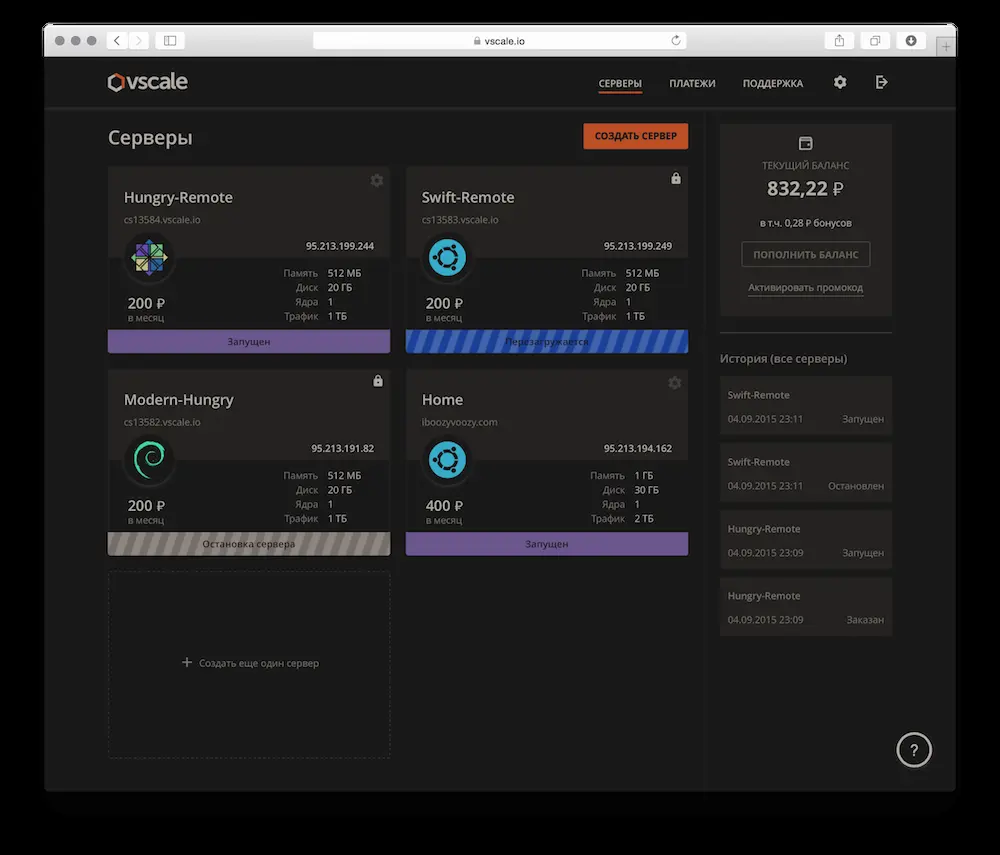 vscale.io
vscale
СЕРВЕРЫ
ПЛАТЕЖИ
ПОДДЕРЖКА
Серверы
СОЗДАТЬ СЕРВЕР
Hungry-Remote
cs13584.vscale.io
95.213.199.244
Память 512 МБ
Диск 20 ГБ
Ядра 1
Трафик 1 ТБ
200 ₽
в месяц
Запущен
Swift-Remote
cs13583.vscale.io
95.213.199.249
Память 512 МБ
Диск 20 ГБ
Ядра 1
Трафик 1 ТБ
200 ₽
в месяц
Перезагружается
Modern-Hungry
cs13582.vscale.io
95.213.191.82
Память 512 МБ
Диск 20 ГБ
Ядра 1
Трафик 1 ТБ
200 ₽
в месяц
Остановка сервера
Home
iboozyvoozy.com
95.213.194.162
Память 1 ГБ
Диск 30 ГБ
Ядра 1
Трафик 2 ТБ
400 ₽
в месяц
Запущен
+ Создать еще один сервер
ТЕКУЩИЙ БАЛАНС
832,22 ₽
в т.ч. 0,28 ₽ бонусов
ПОПОЛНИТЬ БАЛАНС
Активировать промокод
История (все серверы)
Swift-Remote
04.09.2015 23:11 Запущен
Swift-Remote
04.09.2015 23:11 Остановлен
Hungry-Remote
04.09.2015 23:09 Запущен
Hungry-Remote
04.09.2015 23:09 Заказан
?